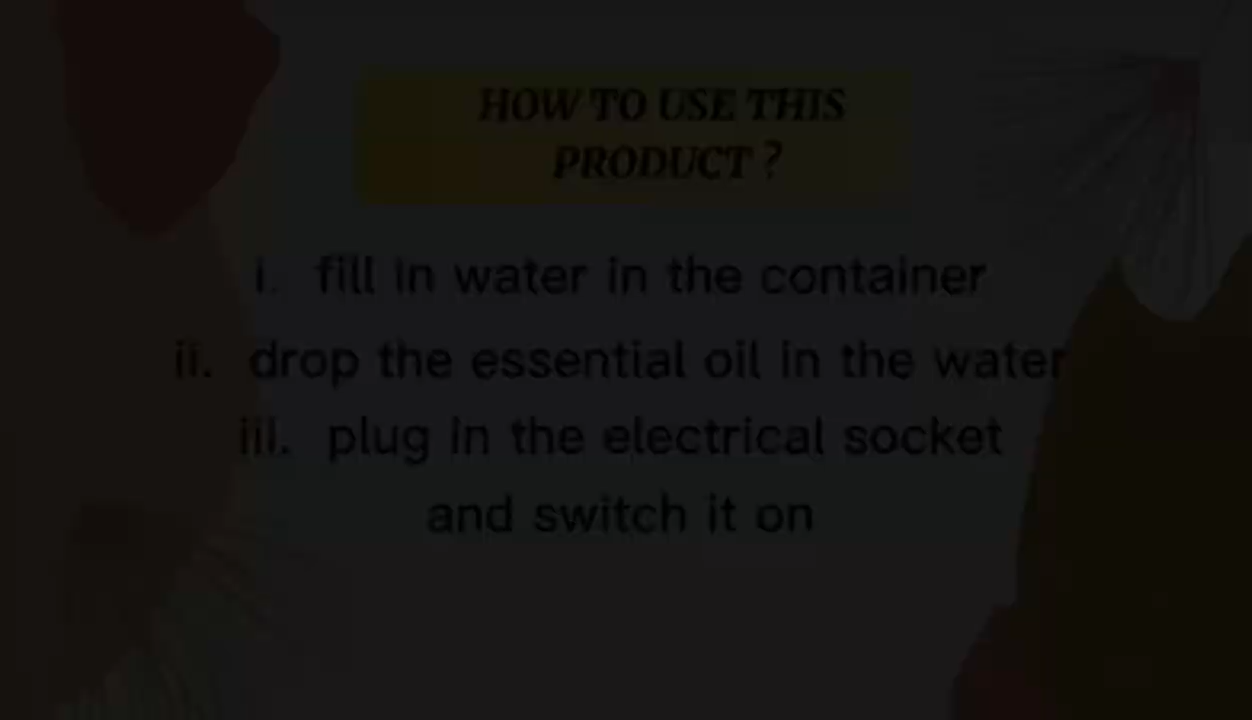 HOW TO USE THIS
PRODUCT ?
i. fill in water in the container
ii. drop the essential oil in the water
iii. plug in the electrical socket
and switch it on